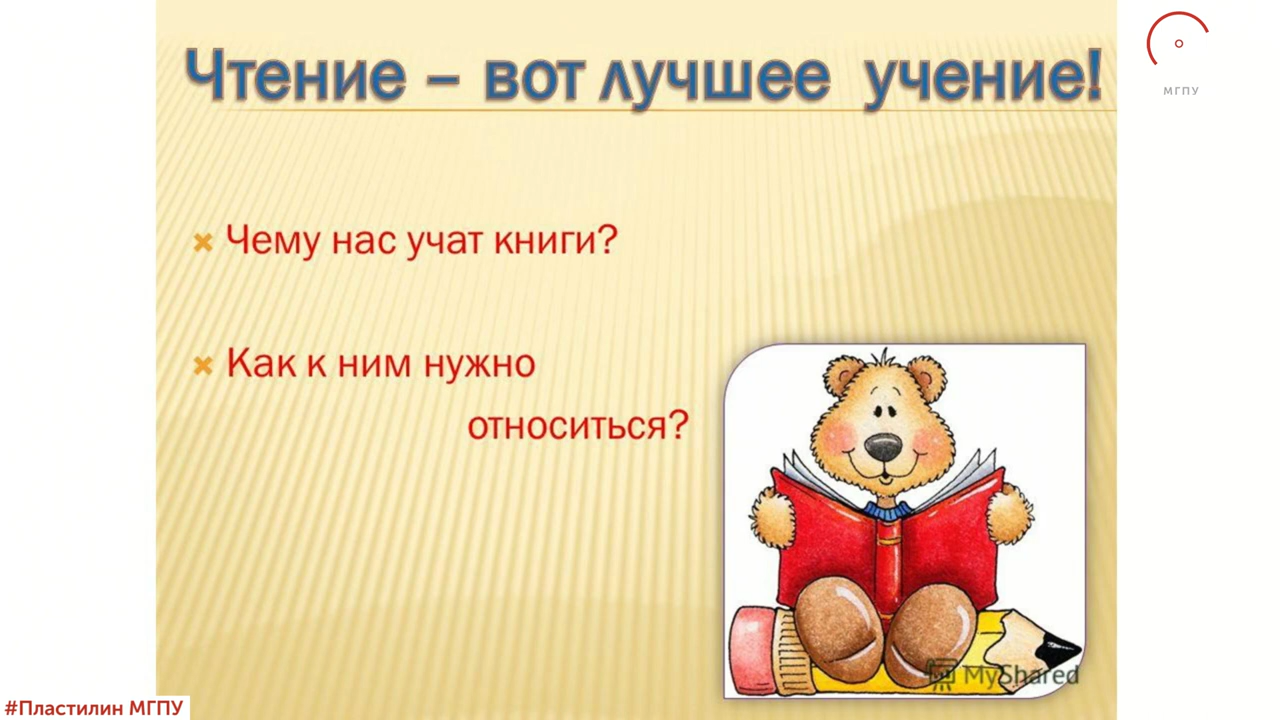 Чтение – вот лучшее учение!
МГПУ
Чему нас учат книги?
Как к ним нужно
относиться?
MyShared
#Пластилин МГПУ